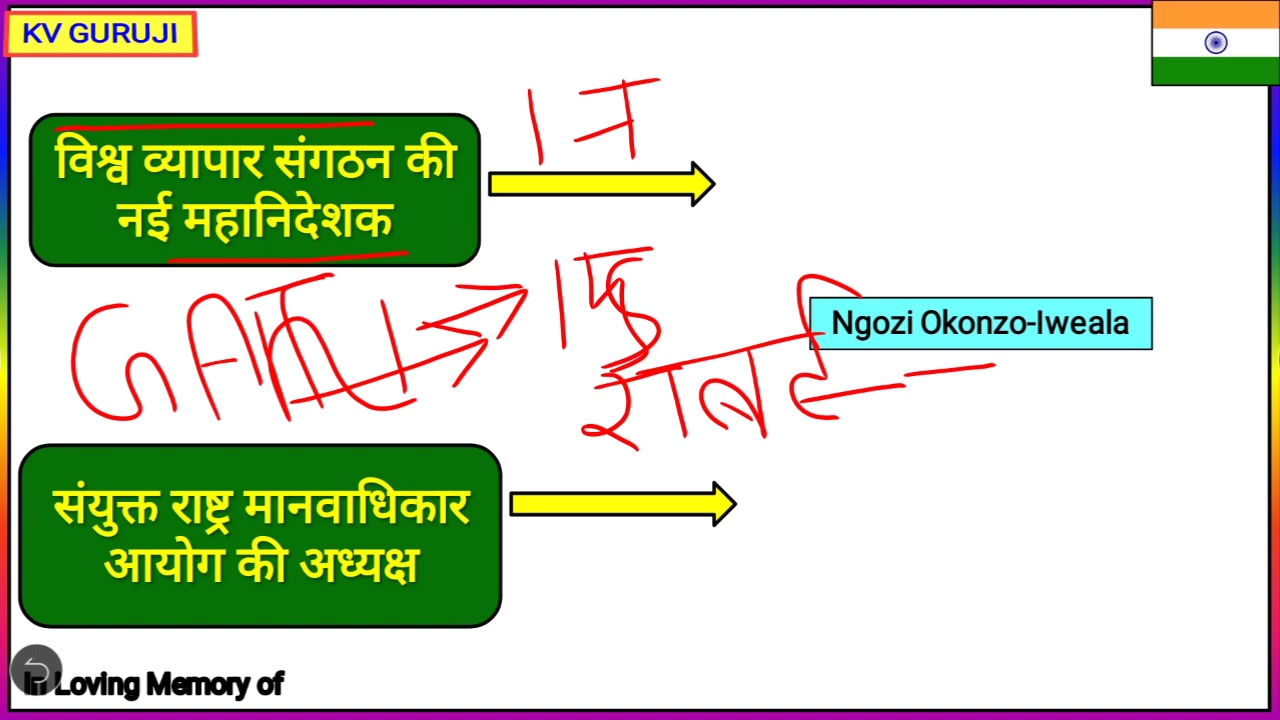 KV GURUJI
विश्व व्यापार संगठन की
नई महानिदेशक
Ngozi Okonzo-Iweala
संयुक्त राष्ट्र मानवाधिकार
आयोग की अध्यक्ष
In Loving Memory of